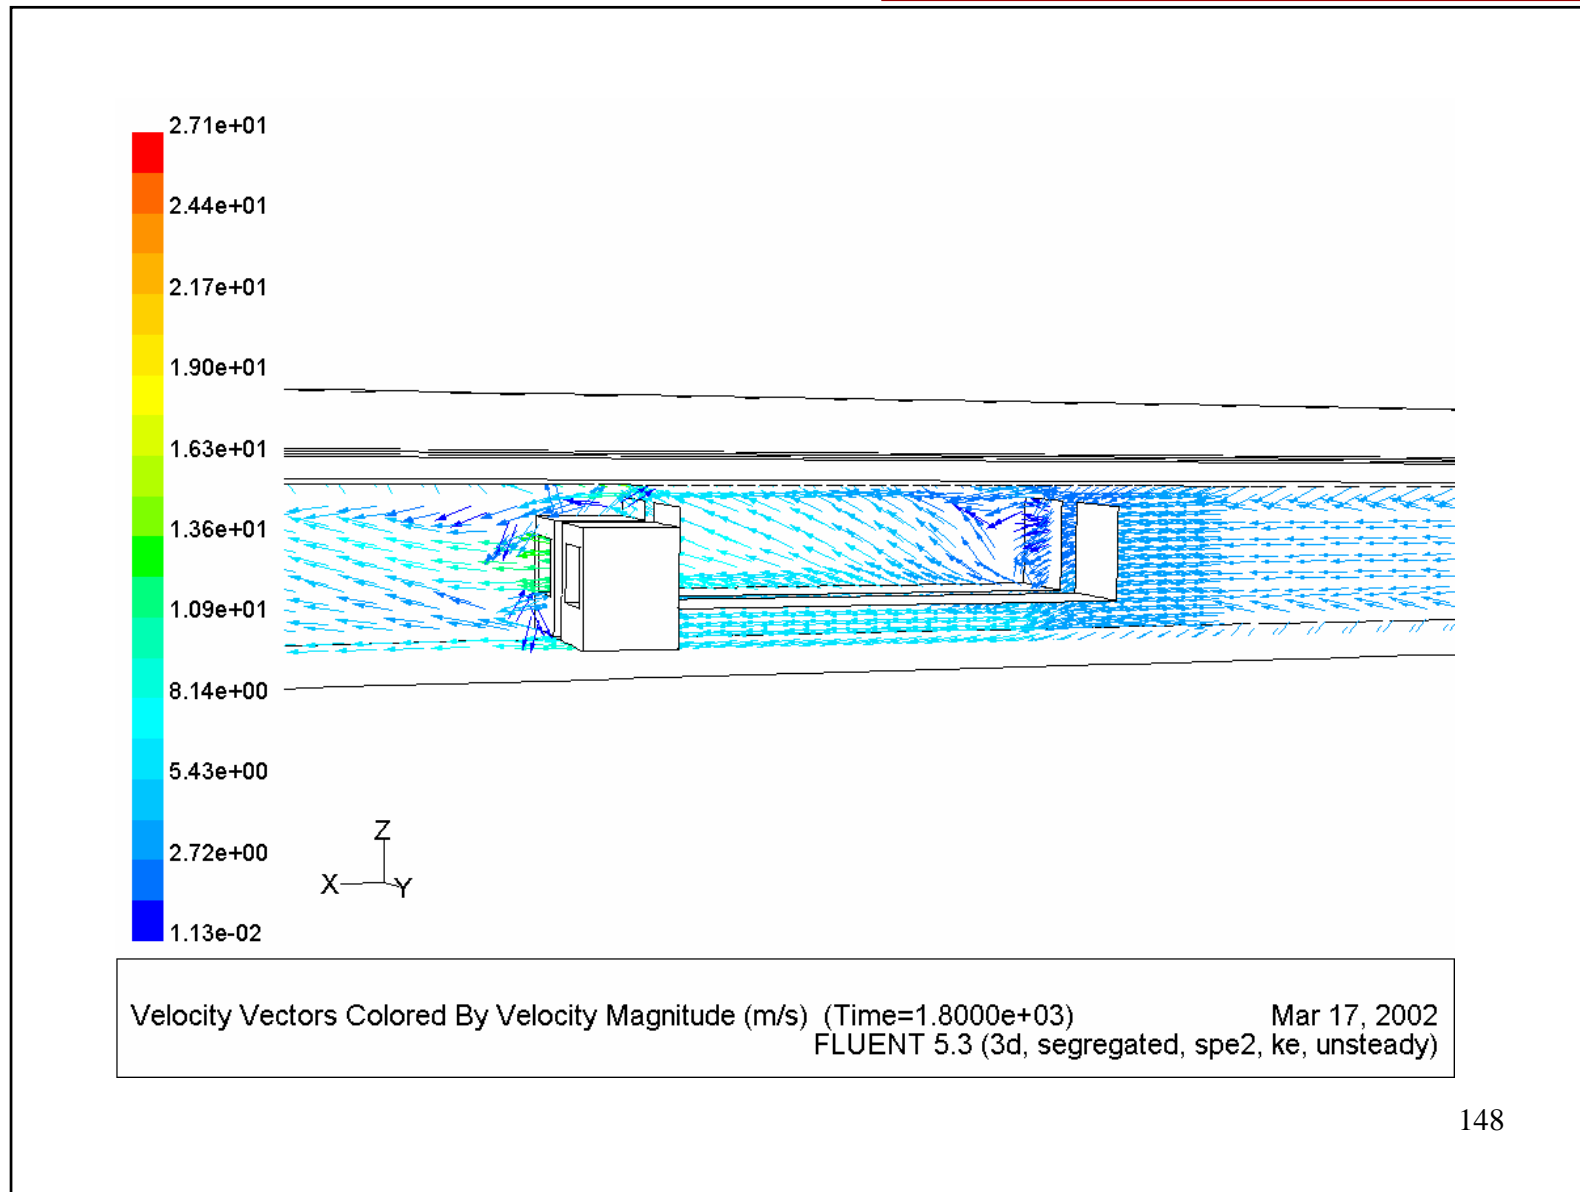 2.71e+01
2.44e+01
2.17e+01
1.90e+01
1.63e+01
1.36e+01
1.09e+01
8.14e+00
5.43e+00
2.72e+00
1.13e-02
Z
X
Y
Velocity Vectors Colored By Velocity Magnitude (m/s) (Time=1.8000e+03) Mar 17, 2002
FLUENT 5.3 (3d, segregated, spe2, ke, unsteady)
148